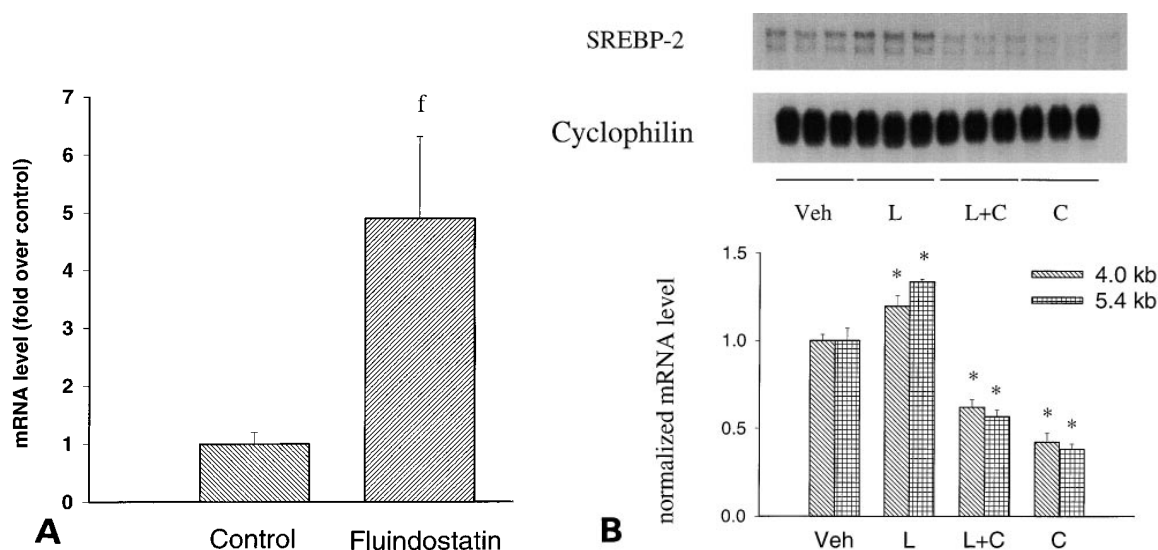 mRNA level (fold over control)
7
6
5
4
3
2
1
0
f
Control
Fluindostatin
A
SREBP-2
Cyclophilin
Veh
L
L+C
C
normalized mRNA level
1.5
1.0
0.5
0.0
* * * * * *
4.0 kb
5.4 kb
Veh
L
L+C
C
B